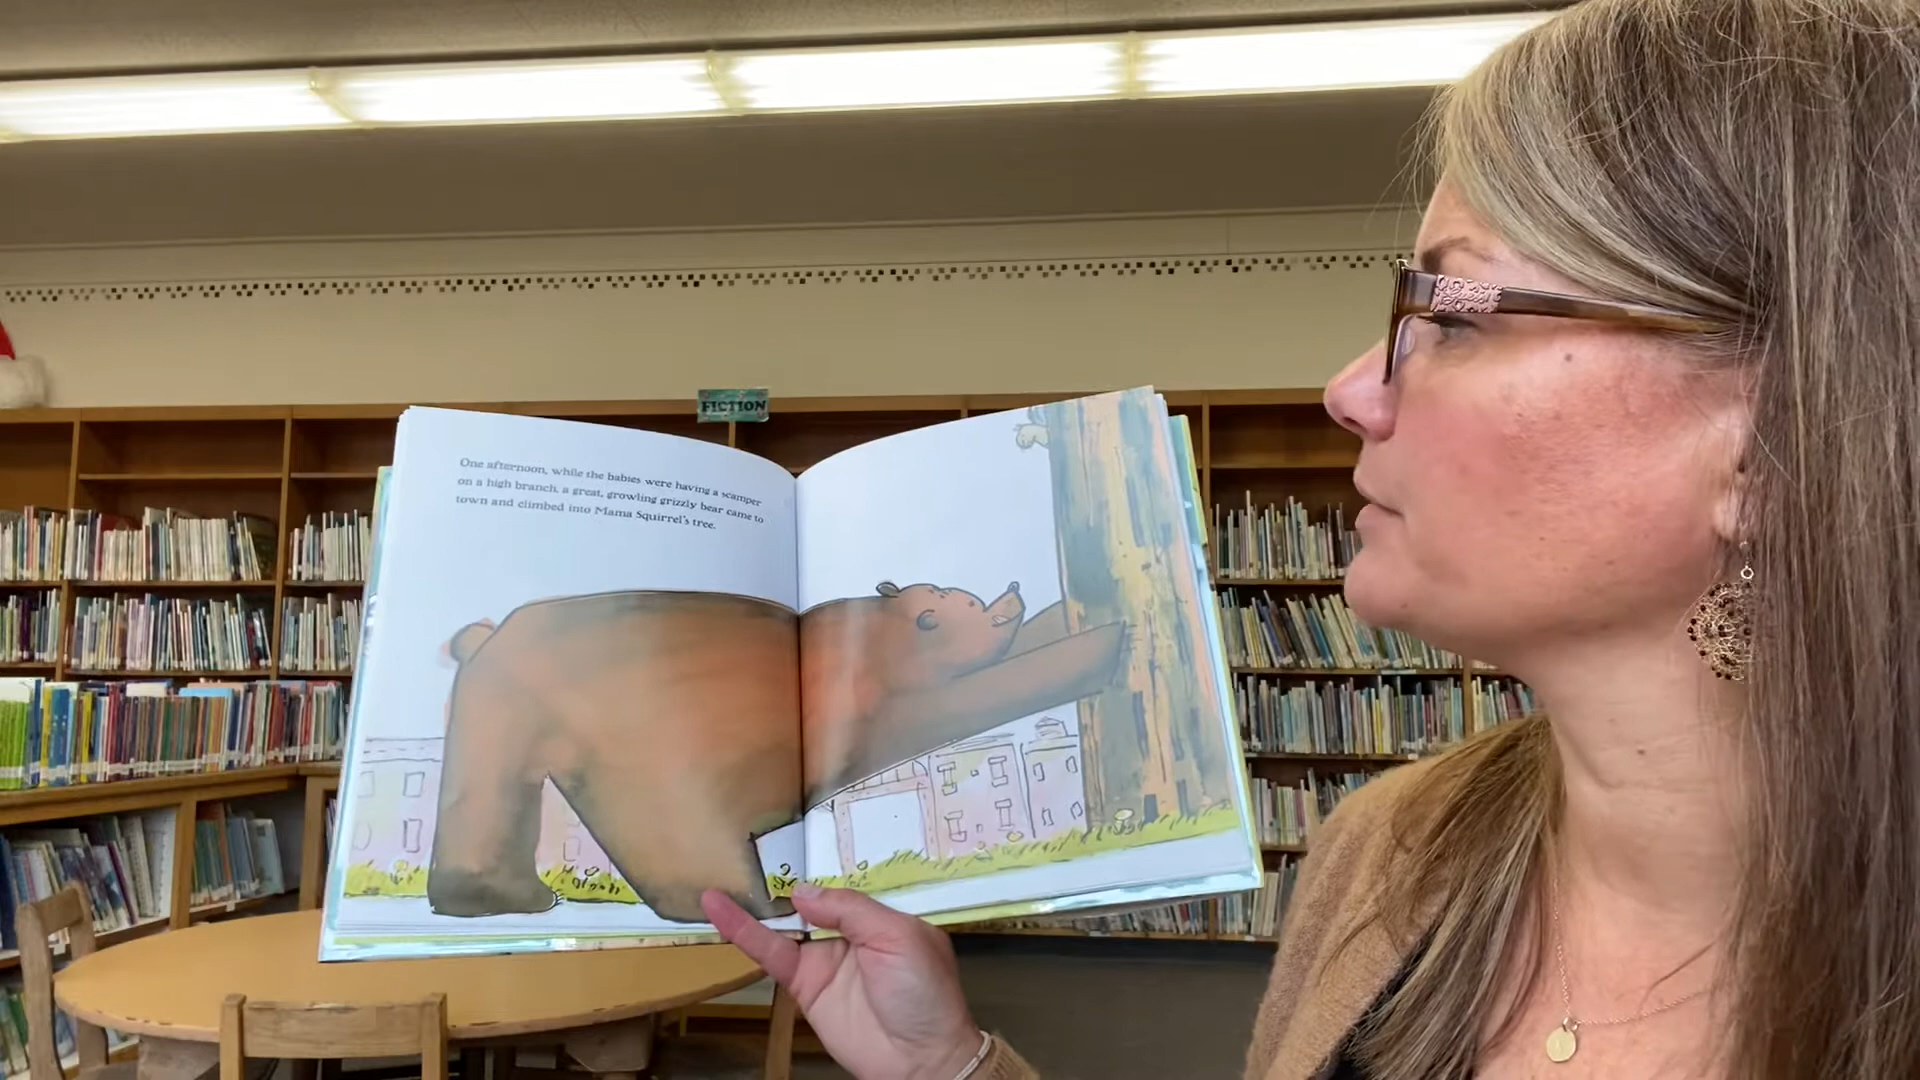 FICTION
One afternoon, while the babies were having a scamper
on a high branch, a great, growling grizzly bear came to
town and climbed into Mama Squirrel's tree.